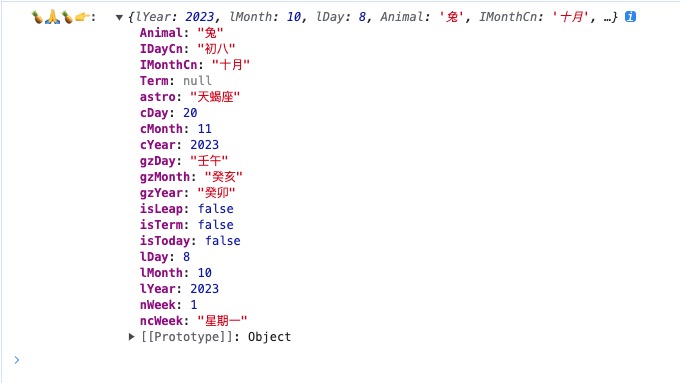 🍍🙏🍍👉: ▼ {lYear: 2023, lMonth: 10, lDay: 8, Animal: '兔', IMonthCn: '十月', …} i
Animal: "兔"
IDayCn: "初八"
IMonthCn: "十月"
Term: null
astro: "天蝎座"
cDay: 20
cMonth: 11
cYear: 2023
gzDay: "壬午"
gzMonth: "癸亥"
gzYear: "癸卯"
isLeap: false
isTerm: false
isToday: false
lDay: 8
lMonth: 10
lYear: 2023
nWeek: 1
ncWeek: "星期一"
▶ [[Prototype]]: Object
>